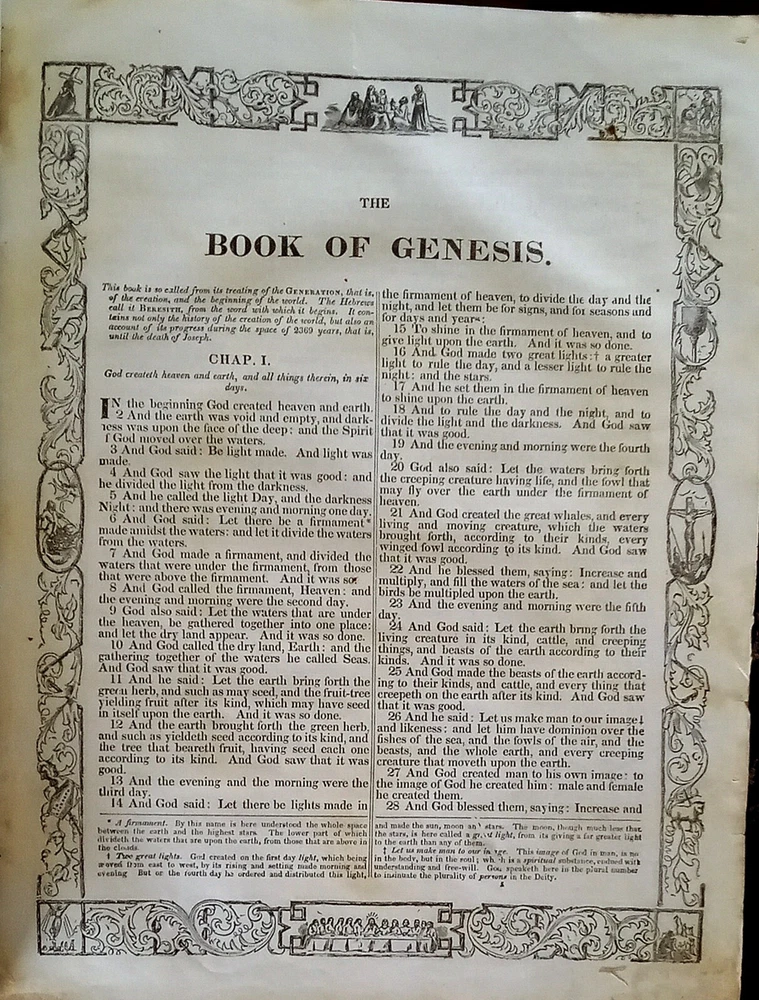 THE
BOOK OF GENESIS.
This book is so called from its treating of the GENERATION, that is,
of the creation, and the beginning of the world. The Hebrews
call it BERESITH, from the word with which it begins. It con-
tains not only the history of the creation of the world, but also an
account of its progress during the space of 2369 years, that is,
until the death of Joseph.
CHAP. I.
God createth heaven and earth, and all things therein, in six
days.
IN the beginning God created heaven and earth.
2 And the earth was void and empty, and dark-
ness was upon the face of the deep: and the Spirit
f God moved over the waters.
3 And God said: Be light made. And light was
made.
4 And God saw the light that it was good: and
he divided the light from the darkness.
5 And he called the light Day, and the darkness
Night: and there was evening and morning one day.
6 And God said: Let there be a firmament*
made amidst the waters: and let it divide the waters
from the waters.
7 And God made a firmament, and divided the
waters that were under the firmament, from those
that were above the firmament. And it was so.
8 And God called the firmament, Heaven: and
the evening and morning were the second day.
9 God also said: Let the waters that are under
the heaven, be gathered together into one place:
and let the dry land appear. And it was so done.
10 And God called the dry land, Earth: and the
gathering together of the waters he called Seas.
And God saw that it was good.
11 And he said: Let the earth bring forth the
green herb, and such as may seed, and the fruit-tree
yielding fruit after its kind, which may have seed
in itself upon the earth. And it was so done.
12 And the earth brought forth the green herb,
and such as yieldeth seed according to its kind, and
the tree that beareth fruit, having seed each one
according to its kind. And God saw that it was
good.
13 And the evening and the morning were the
third day.
14 And God said: Let there be lights made in
* A firmament. By this name is here understood the whole space
between the earth and the highest stars. The lower part of which
divideth the waters that are upon the earth, from those that are above in
the clouds.
† Two great lights. God created on the first day light, which being
moved from east to west, by its rising and setting made morning and
evening But on the fourth day he ordered and distributed this light,
the firmament of heaven, to divide the day and the
night, and let them be for signs, and for seasons and
for days and years:
15 To shine in the firmament of heaven, and to
give light upon the earth. And it was so done.
16 And God made two great lights:† a greater
light to rule the day, and a lesser light to rule the
night: and the stars.
17 And he set them in the firmament of heaven
to shine upon the earth.
18 And to rule the day and the night, and to
divide the light and the darkness. And God saw
that it was good.
19 And the evening and morning were the fourth
day.
20 God also said: Let the waters bring forth
the creeping creature having life, and the fowl that
may fly over the earth under the firmament of
heaven.
21 And God created the great whales, and every
living and moving creature, which the waters
brought forth, according to their kinds, every
winged fowl according to its kind. And God saw
that it was good.
22 And he blessed them, saying: Increase and
multiply, and fill the waters of the sea: and let the
birds be multiplied upon the earth.
23 And the evening and morning were the fifth
day.
24 And God said: Let the earth bring forth the
living creature in its kind, cattle, and creeping
things, and beasts of the earth according to their
kinds. And it was so done.
25 And God made the beasts of the earth accord-
ing to their kinds, and cattle, and every thing that
creepeth on the earth after its kind. And God saw
that it was good.
26 And he said: Let us make man to our image‡
and likeness: and let him have dominion over the
fishes of the sea, and the fowls of the air, and the
beasts, and the whole earth, and every creeping
creature that moveth upon the earth.
27 And God created man to his own image: to
the image of God he created him: male and female
he created them.
28 And God blessed them, saying: Increase and
and made the sun, moon and stars. The moon, though much less than
the stars, is here called a great light, from its giving a far greater light
to the earth than any of them.
‡ Let us make man to our image. This image of God in man, is no
in the body, but in the soul; which is a spiritual substance, endued with
understanding and free-will. God speaketh here in the plural number
to insinuate the plurality of persons in the Deity.